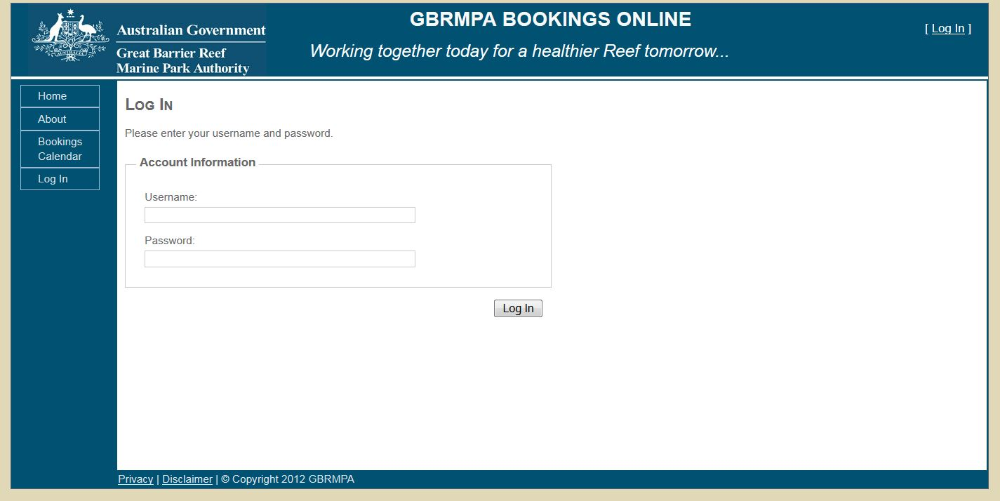 AUSTRALIA
Australian Government
Great Barrier Reef
Marine Park Authority
GBRMPA BOOKINGS ONLINE
Working together today for a healthier Reef tomorrow...
[ Log In ]
Home
About
Bookings
Calendar
Log In
LOG IN
Please enter your username and password.
Account Information
Username:
Password:
Log In
Privacy | Disclaimer | © Copyright 2012 GBRMPA